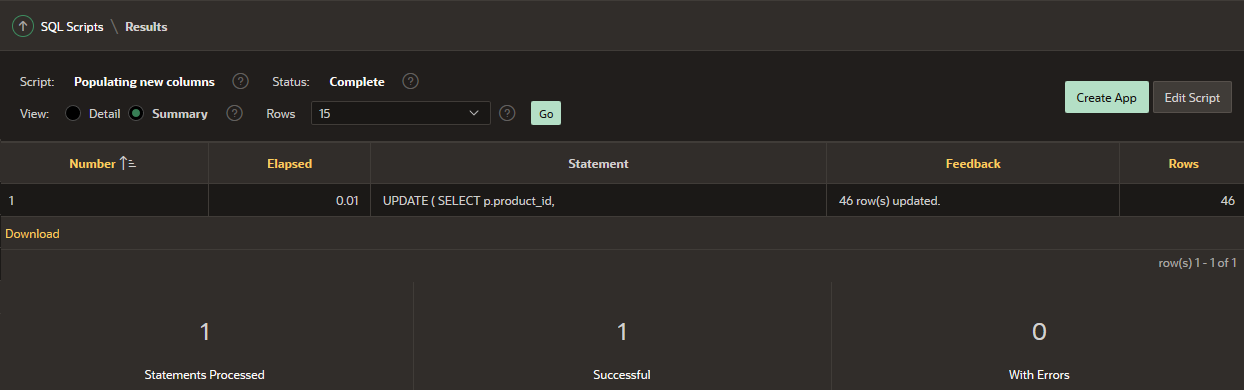 SQL Scripts \ Results
Script: Populating new columns ? Status: Complete ?
Create App Edit Script
View: Detail Summary ? Rows 15 ? Go
Number Elapsed Statement Feedback Rows
1 0.01 UPDATE ( SELECT p.product_id, 46 row(s) updated. 46
Download
row(s) 1 - 1 of 1
1 1 0
Statements Processed Successful With Errors